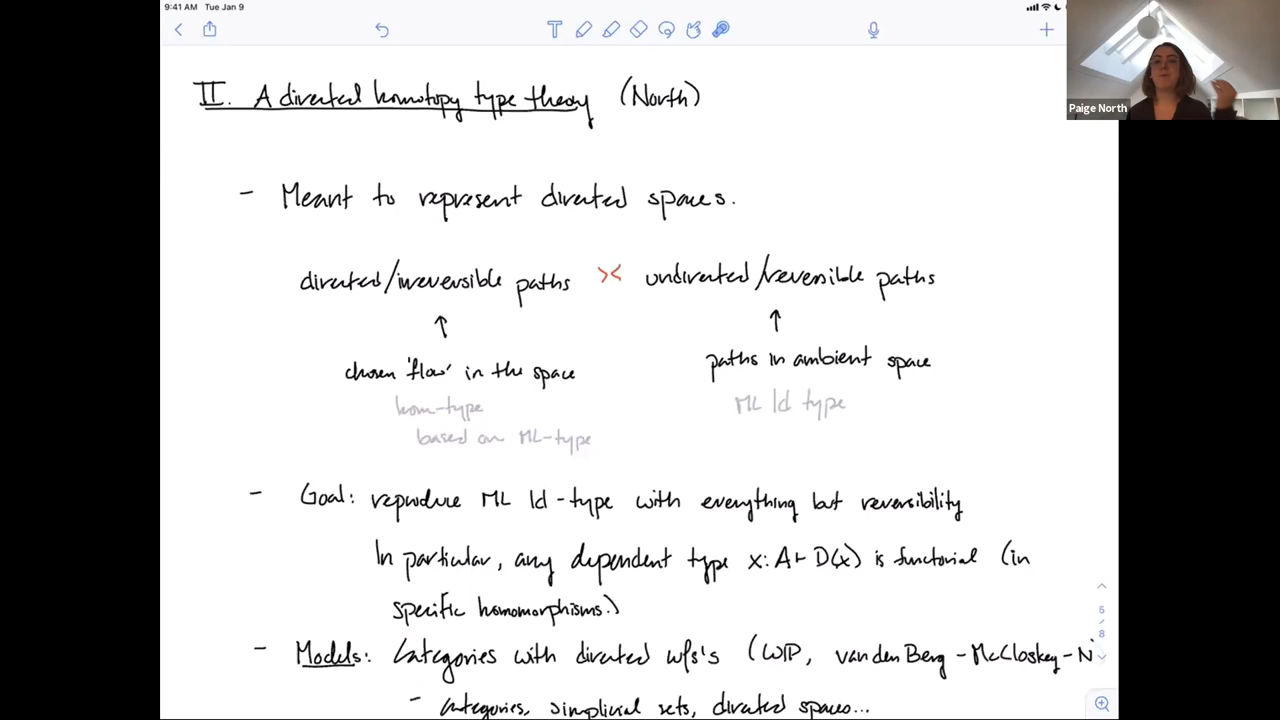 9:41 AM Tue Jan 9
Paige North
II. A directed homotopy type theory (North)
- Meant to represent directed spaces.
directed/irreversible paths >< undirected/reversible paths
↑ ↑
chosen 'flow' in the space paths in ambient space
hom-type ML Id type
based on ML-type
- Goal: reproduce ML Id-type with everything but reversibility
In particular, any dependent type x:A ⊢ D(x) is functorial (in
specific homomorphisms.)
- Models: Categories with directed wfs's (WIP, van den Berg - McCloskey - N
- categories, simplicial sets, directed spaces...
5
/
8